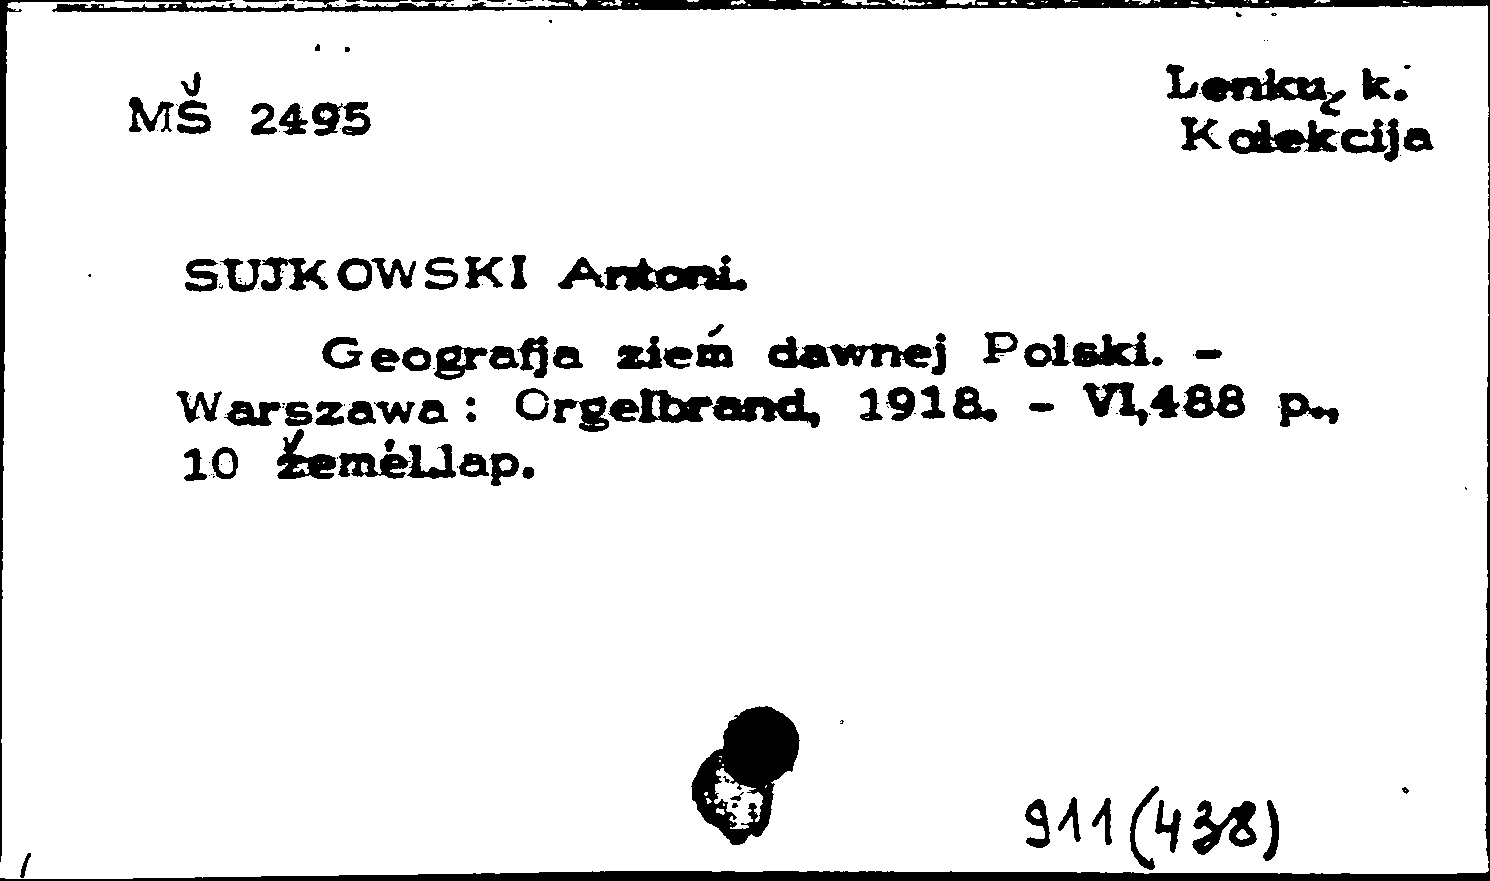 MŠ 2495
Lenkų k.
Kolekcija
SUJKOWSKI Antoni.
Geografja ziem dawnej Polski. –
Warszawa: Orgelbrand, 1918. – VI,488 p.,
10 žemėl.lap.
911(438)